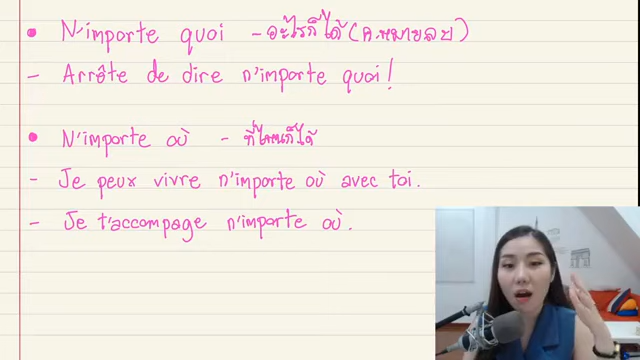 • N'importe quoi - อะไรก็ได้ (ค.หมายลบ)
- Arrête de dire n'importe quoi !
• N'importe où - ที่ไหนก็ได้
- Je peux vivre n'importe où avec toi.
- Je t'accompage n'importe où.